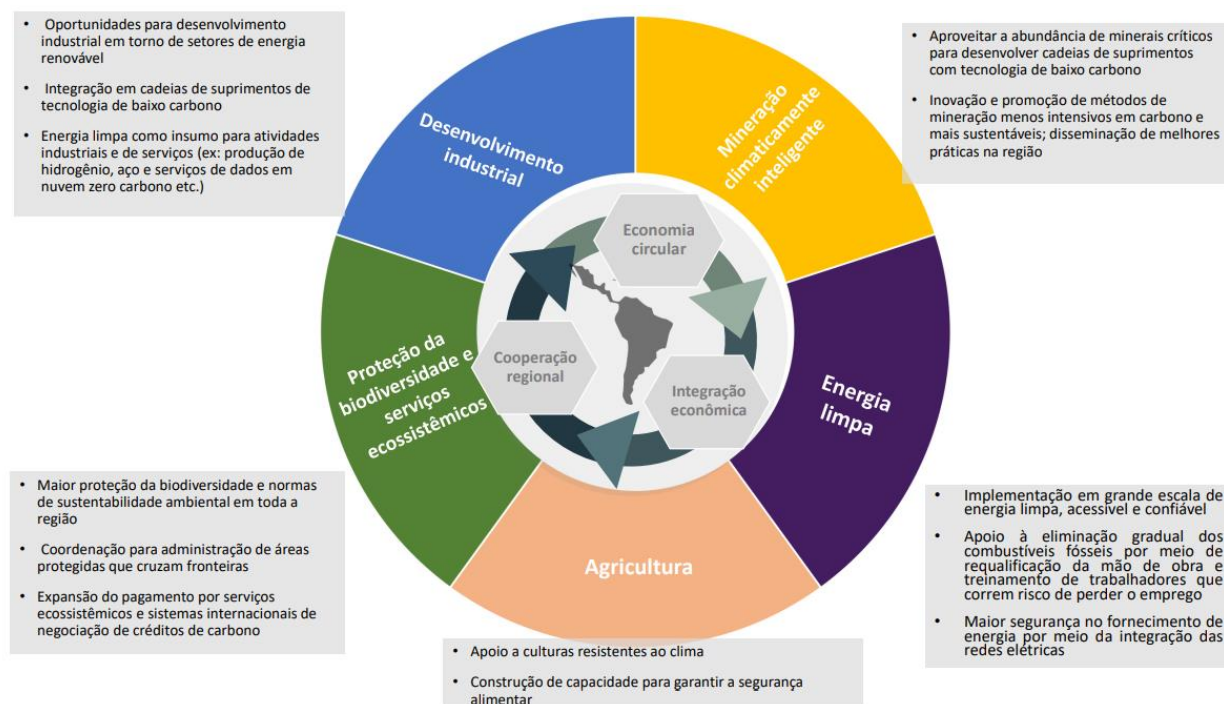 • Oportunidades para desenvolvimento
industrial em torno de setores de energia
renovável
• Integração em cadeias de suprimentos de
tecnologia de baixo carbono
• Energia limpa como insumo para atividades
industriais e de serviços (ex: produção de
hidrogênio, aço e serviços de dados em
nuvem zero carbono etc.)
• Aproveitar a abundância de minerais críticos
para desenvolver cadeias de suprimentos
com tecnologia de baixo carbono
• Inovação e promoção de métodos de
mineração menos intensivos em carbono e
mais sustentáveis; disseminação de melhores
práticas na região
Desenvolvimento
industrial
Mineração
climaticamente
inteligente
Economia
circular
Cooperação
regional
Integração
econômica
Proteção da
biodiversidade e
serviços
ecossistêmicos
Energia
limpa
Agricultura
• Maior proteção da biodiversidade e normas
de sustentabilidade ambiental em toda a
região
• Coordenação para administração de áreas
protegidas que cruzam fronteiras
• Expansão do pagamento por serviços
ecossistêmicos e sistemas internacionais de
negociação de créditos de carbono
• Implementação em grande escala de
energia limpa, acessível e confiável
• Apoio à eliminação gradual dos
combustíveis fósseis por meio de
requalificação da mão de obra e
treinamento de trabalhadores que
correm risco de perder o emprego
• Maior segurança no fornecimento de
energia por meio da integração das
redes elétricas
• Apoio a culturas resistentes ao clima
• Construção de capacidade para garantir a segurança
alimentar